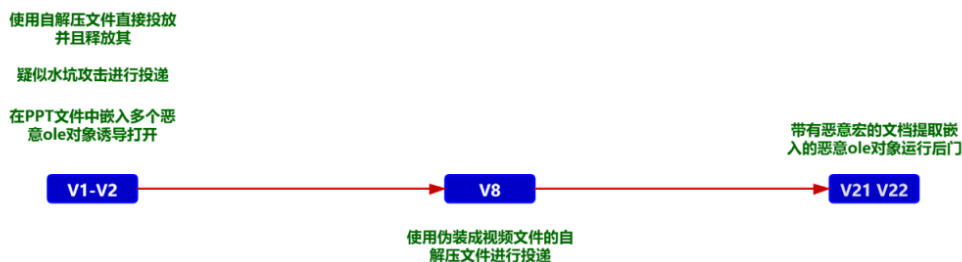 使用自解压文件直接投放
并且释放其
疑似水坑攻击进行投递
在PPT文件中嵌入多个恶
意ole对象诱导打开
带有恶意宏的文档提取嵌
入的恶意ole对象运行后门
V1-V2
V8
V21 V22
使用伪装成视频文件的自
解压文件进行投递